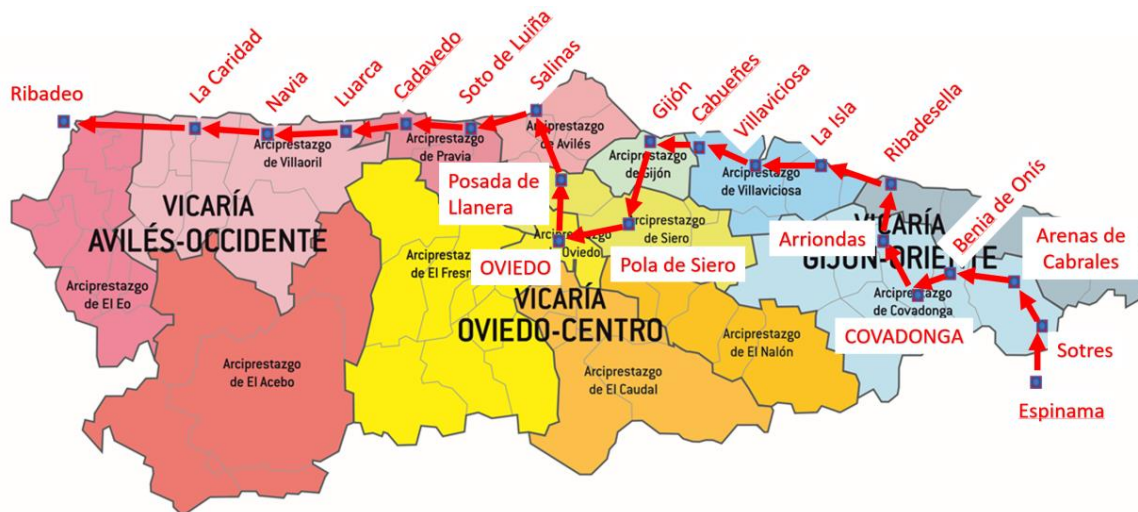 Ribadeo
La Caridad
Navia
Luarca
Cadavedo
Soto de Luiña
Salinas
Gijón
Cabueñes
Villaviciosa
La Isla
Ribadesella
Benia de Onís
Arenas de
Cabrales
Sotres
Espinama
Arriondas
COVADONGA
Pola de Siero
OVIEDO
Posada de
Llanera
VICARÍA
AVILÉS-OCCIDENTE
VICARÍA
OVIEDO-CENTRO
VICARÍA
GIJÓN-ORIENTE
Arciprestazgo
de El Eo
Arciprestazgo
de Villaoril
Arciprestazgo
de El Acebo
Arciprestazgo
de Pravia
Arciprestazgo
de Avilés
Arciprestazgo
de El Fresn
Arciprestazgo
Oviedo
Arciprestazgo
de Siero
Arciprestazgo
de Gijón
Arciprestazgo
de Villaviciosa
Arciprestazgo
de Covadonga
Arciprestazgo
de El Nalón
Arciprestazgo
de El Caudal